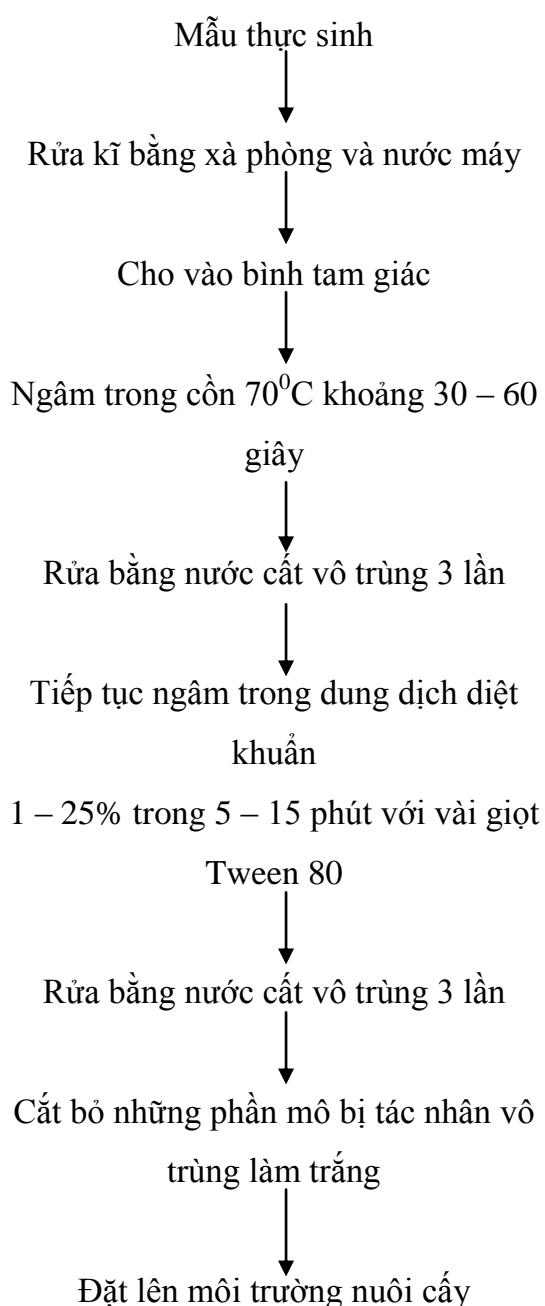 Mẫu thực sinh
Rửa kĩ bằng xà phòng và nước máy
Cho vào bình tam giác
Ngâm trong cồn 70⁰C khoảng 30 – 60
giây
Rửa bằng nước cất vô trùng 3 lần
Tiếp tục ngâm trong dung dịch diệt
khuẩn
1 – 25% trong 5 – 15 phút với vài giọt
Tween 80
Rửa bằng nước cất vô trùng 3 lần
Cắt bỏ những phần mô bị tác nhân vô
trùng làm trắng
Đặt lên môi trường nuôi cấy